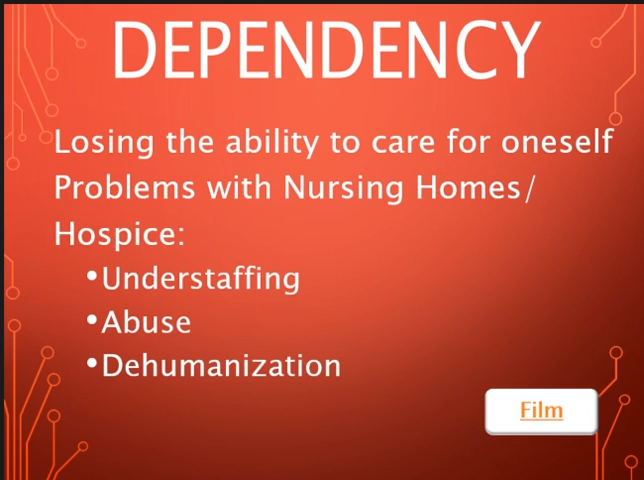 DEPENDENCY
Losing the ability to care for oneself
Problems with Nursing Homes/
Hospice:
•Understaffing
•Abuse
•Dehumanization
Film